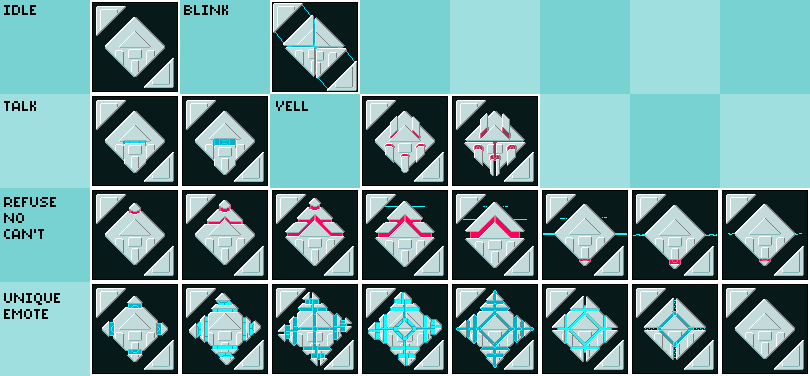 IDLE
BLINK
TALK
YELL
REFUSE
NO
CAN'T
UNIQUE
EMOTE